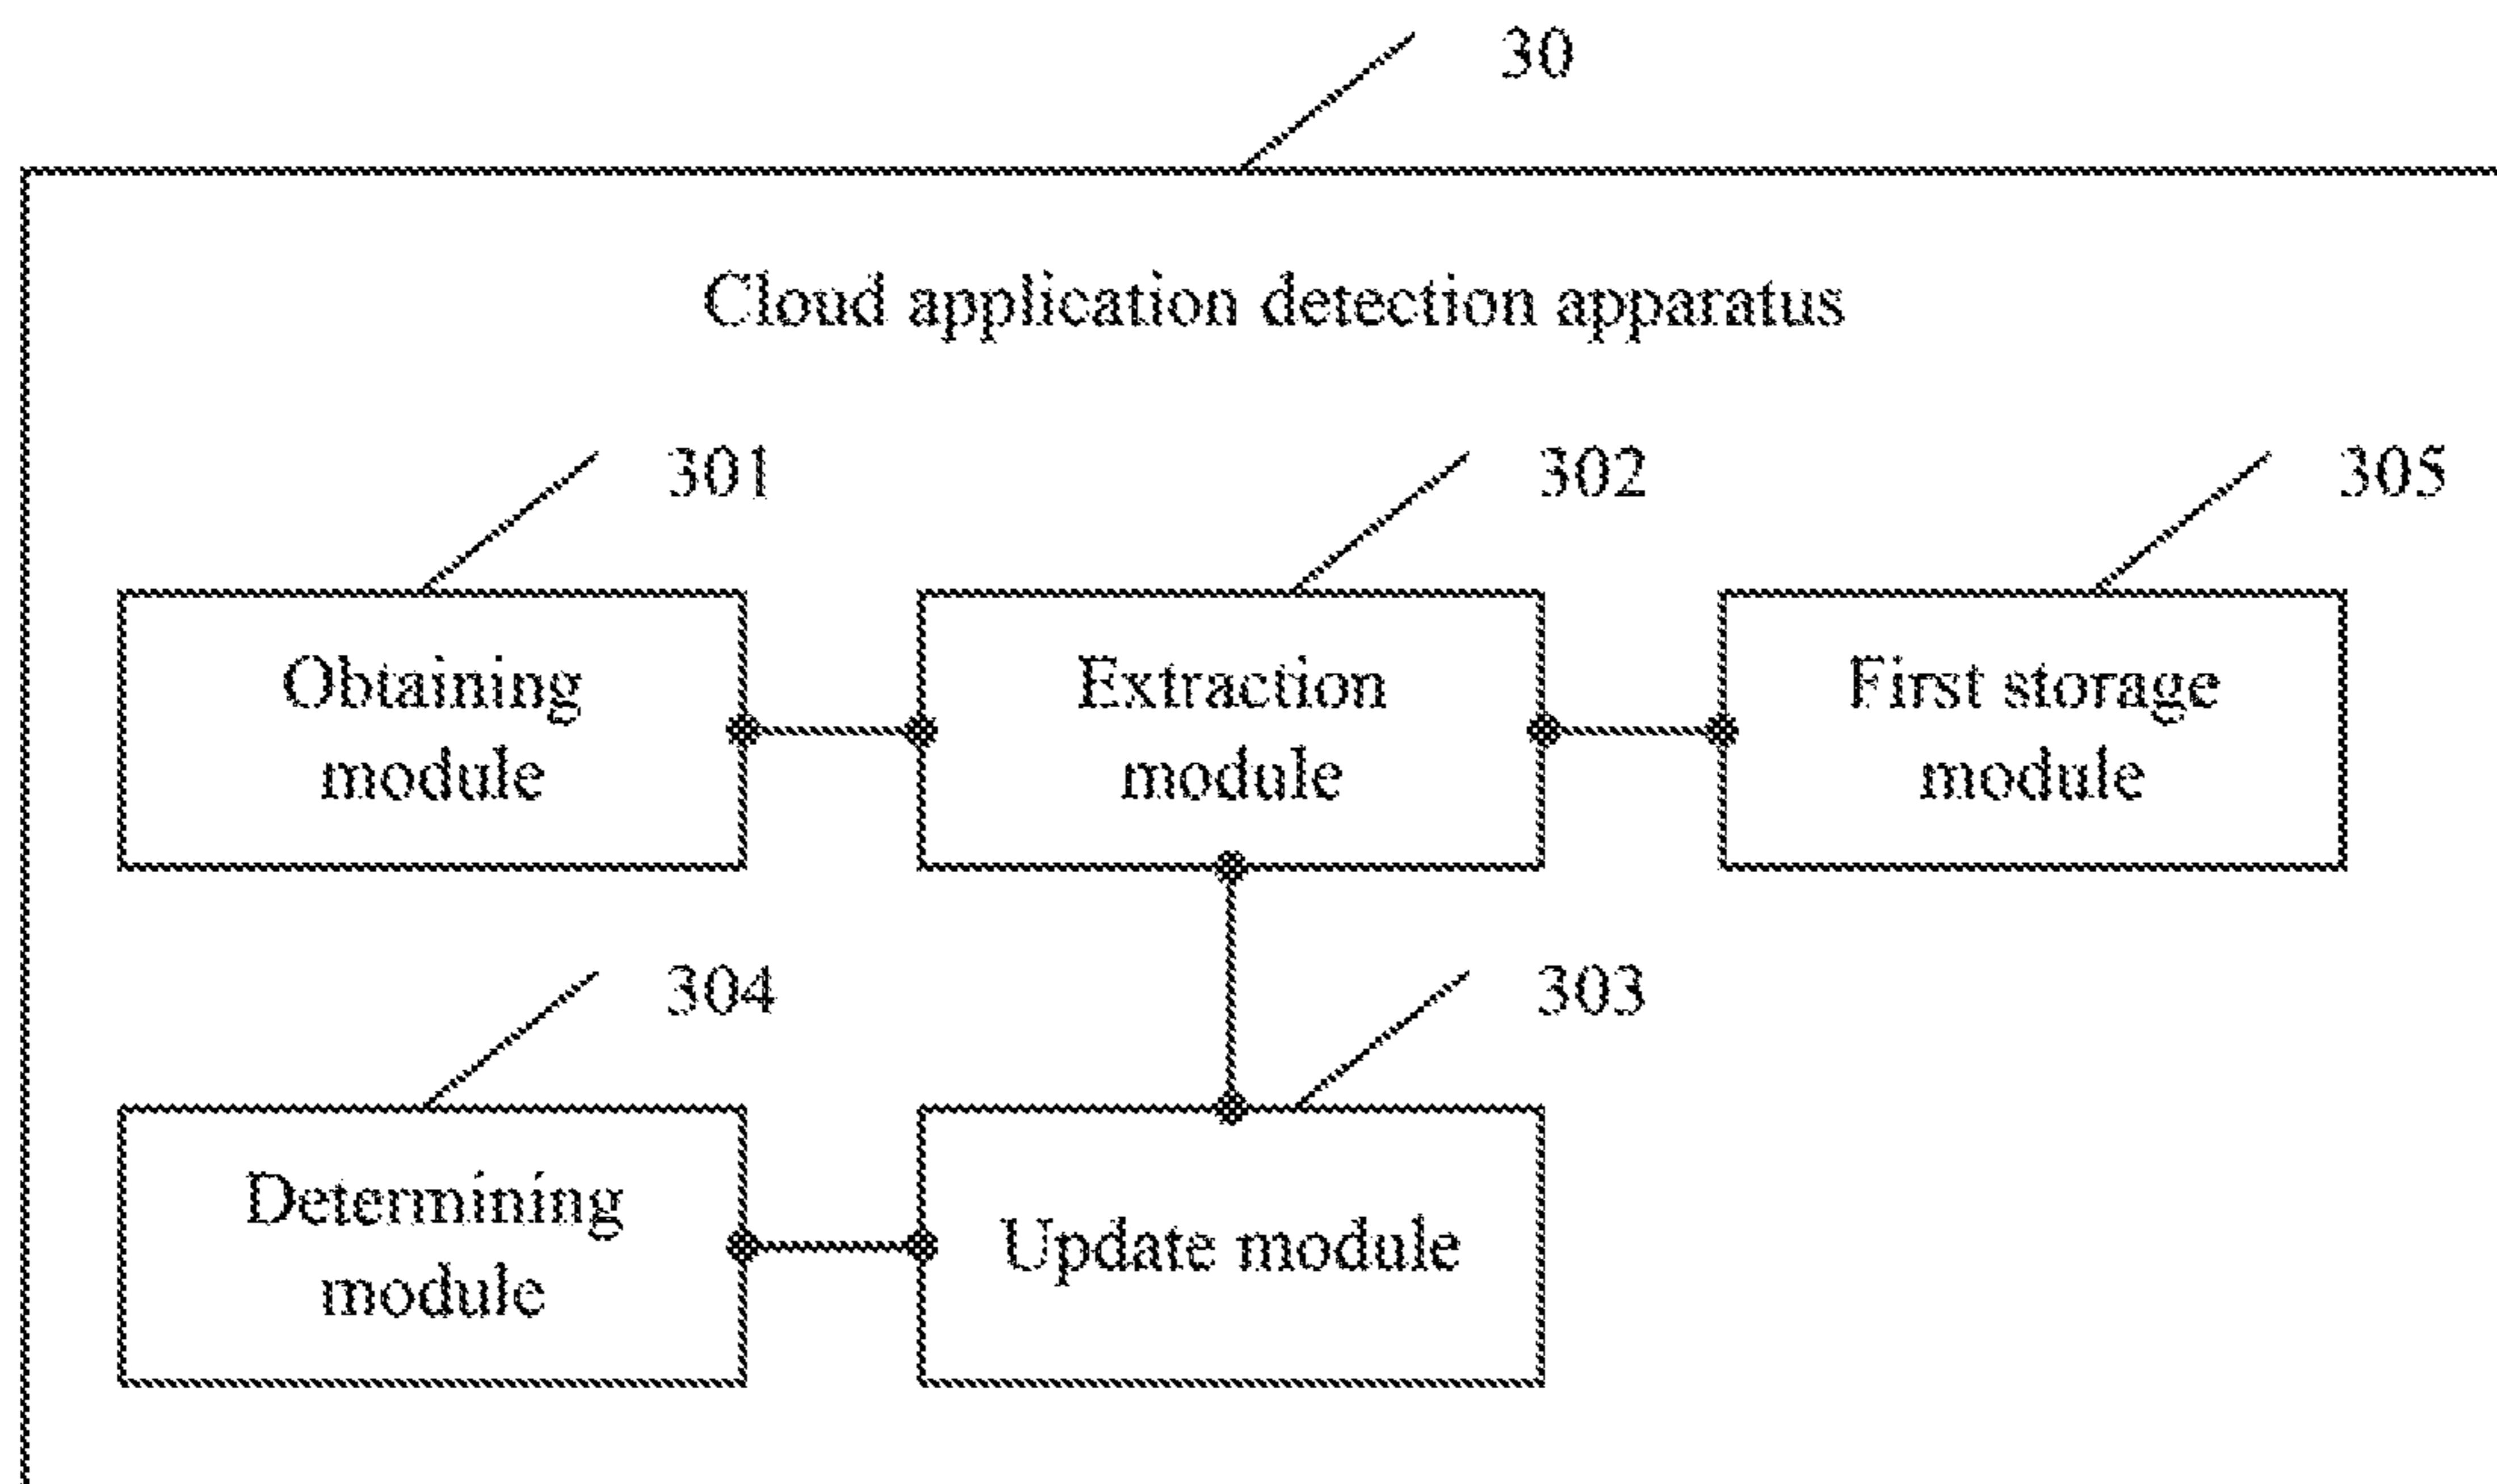 30
Cloud application detection apparatus
301
302
305
Obtaining
module
Extraction
module
First storage
module
304
303
Determining
module
Update module